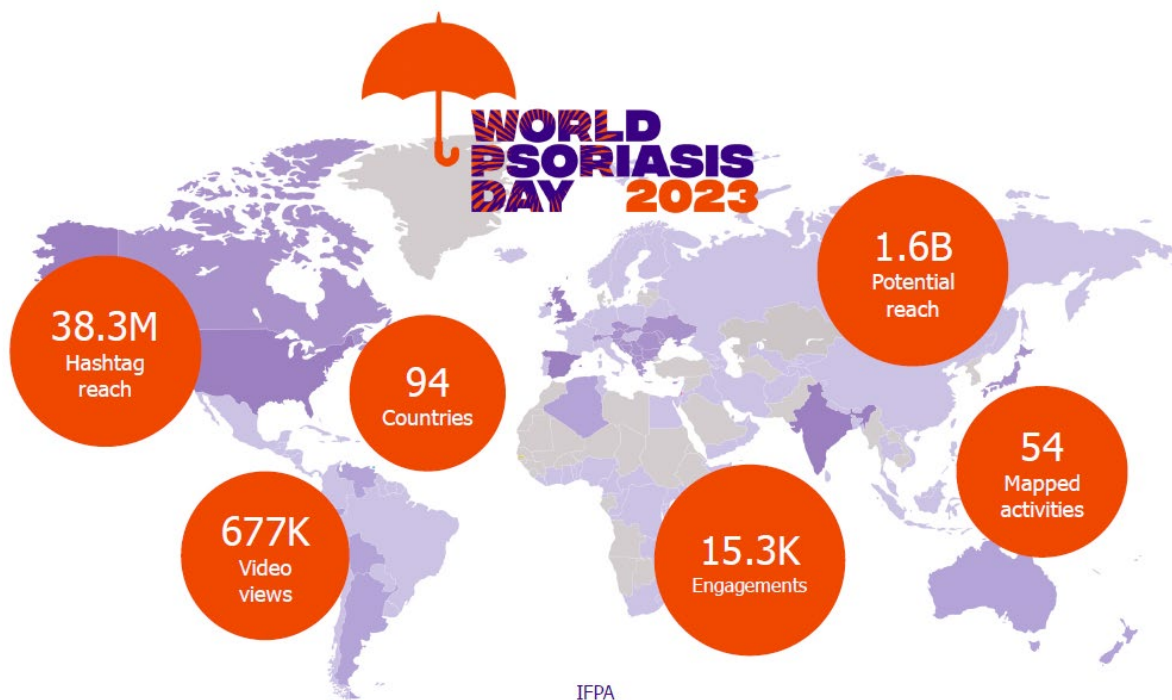 WORLD
PSORIASIS
DAY 2023
1.6B
Potential
reach
38.3M
Hashtag
reach
94
Countries
54
Mapped
activities
677K
Video
views
15.3K
Engagements
IFPA